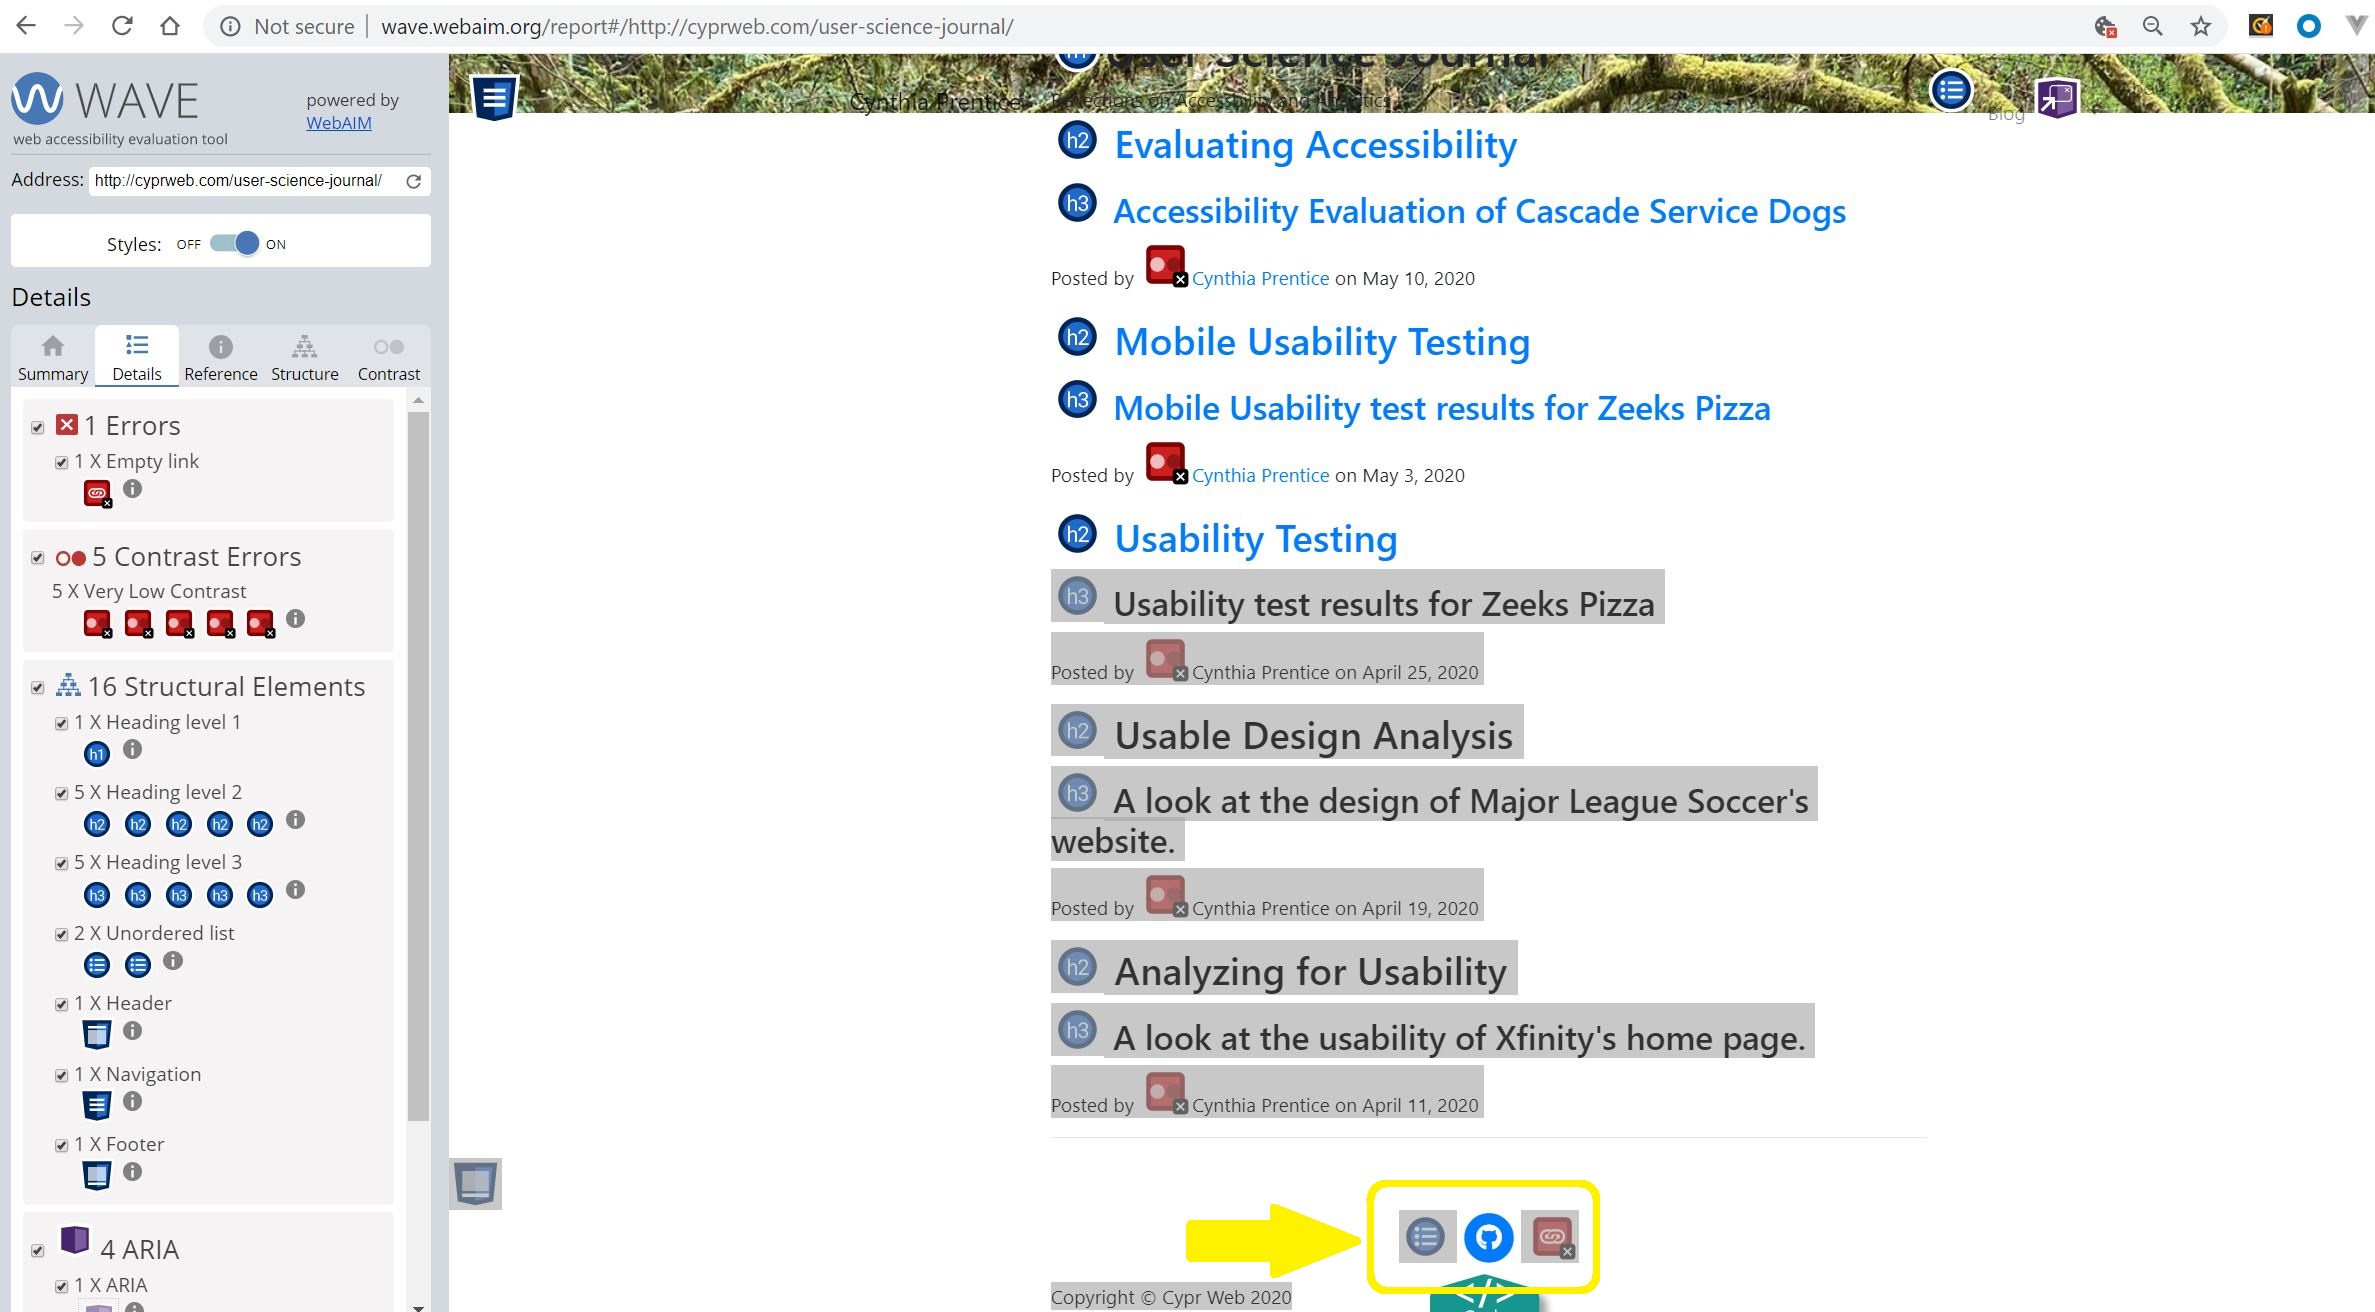 Not secure | wave.webaim.org/report#/http://cyprweb.com/user-science-journal/
WAVE
powered by
WebAIM
web accessibility evaluation tool
Address: http://cyprweb.com/user-science-journal/
Styles: OFF ON
Details
Summary Details Reference Structure Contrast
1 Errors
1 X Empty link
5 Contrast Errors
5 X Very Low Contrast
16 Structural Elements
1 X Heading level 1
h1
5 X Heading level 2
h2 h2 h2 h2 h2
5 X Heading level 3
h3 h3 h3 h3 h3
2 X Unordered list
1 X Header
1 X Navigation
1 X Footer
4 ARIA
1 X ARIA
h1 User Science Journal
Cynthia Prentice
Reflections on Accessibility and Analytics
Blog
About
h2 Evaluating Accessibility
h3 Accessibility Evaluation of Cascade Service Dogs
Posted by Cynthia Prentice on May 10, 2020
h2 Mobile Usability Testing
h3 Mobile Usability test results for Zeeks Pizza
Posted by Cynthia Prentice on May 3, 2020
h2 Usability Testing
h3 Usability test results for Zeeks Pizza
Posted by Cynthia Prentice on April 25, 2020
h2 Usable Design Analysis
h3 A look at the design of Major League Soccer's
website.
Posted by Cynthia Prentice on April 19, 2020
h2 Analyzing for Usability
h3 A look at the usability of Xfinity's home page.
Posted by Cynthia Prentice on April 11, 2020
</>
Copyright © Cypr Web 2020